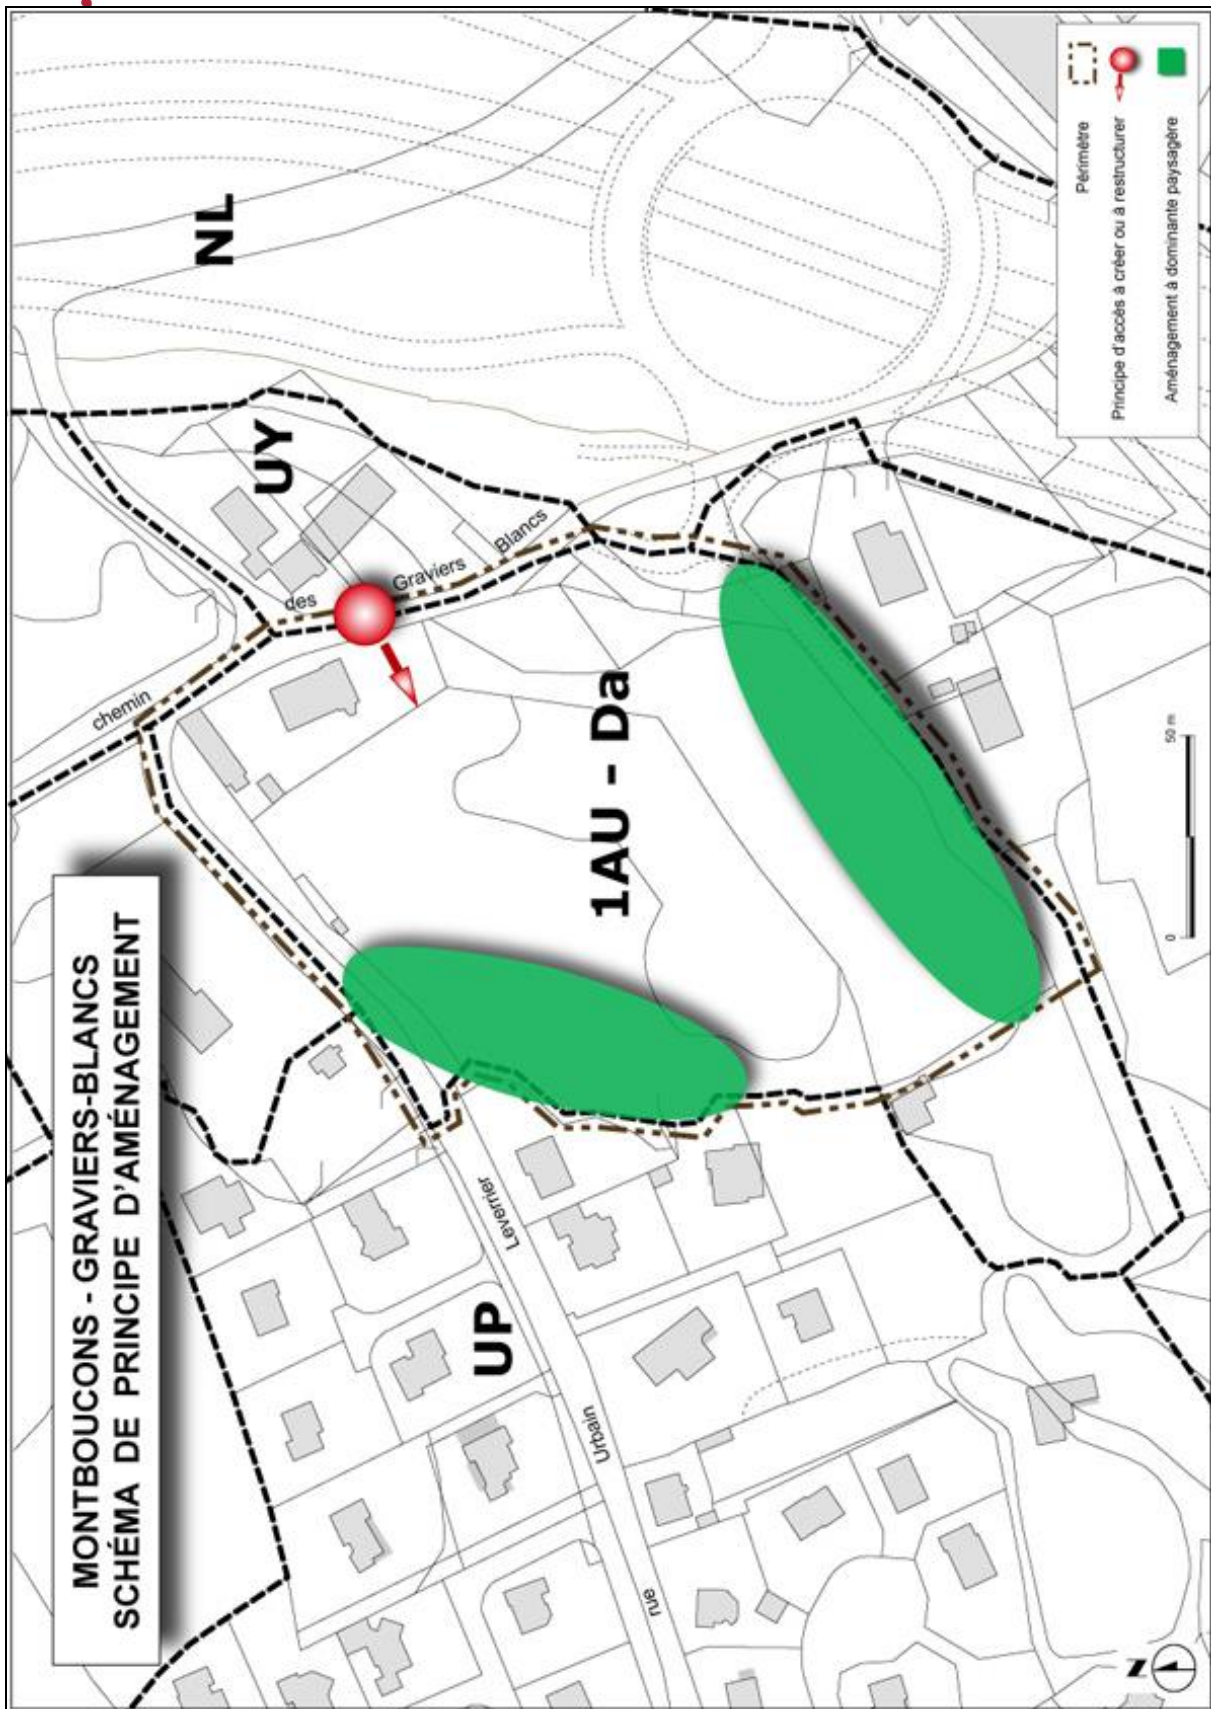 MONTBOUCONS - GRAVIERS-BLANCS
SCHÉMA DE PRINCIPE D'AMÉNAGEMENT
chemin
des
Graviers
Blancs
NL
UY
1AU - Da
UP
rue
Urbain
Leverrier
Périmètre
Principe d'accès à créer ou à restructurer
Aménagement à dominante paysagère
0
50 m
N